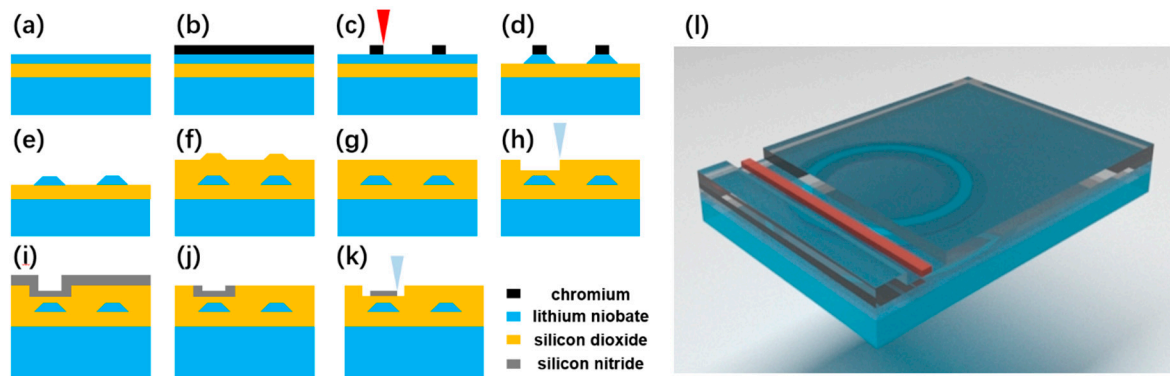 (a) (b) (c) (d) (l)
(e) (f) (g) (h)
(i) (j) (k)
chromium
lithium niobate
silicon dioxide
silicon nitride